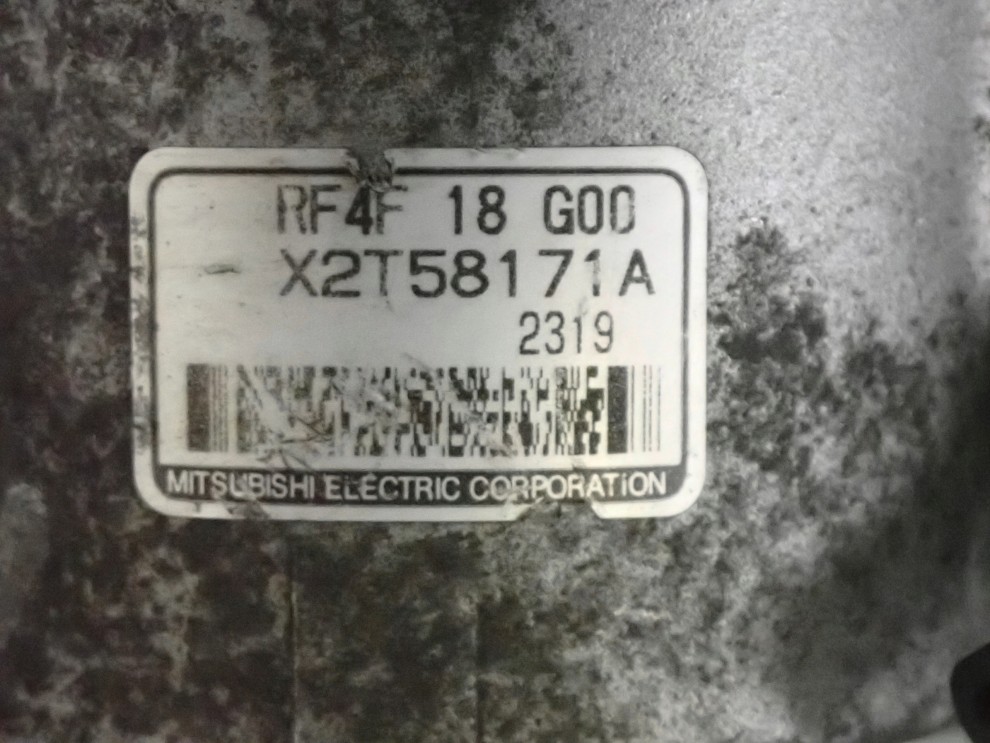 RF4F 18 G00
X2T58171A
2319
MITSUBISHI ELECTRIC CORPORATION